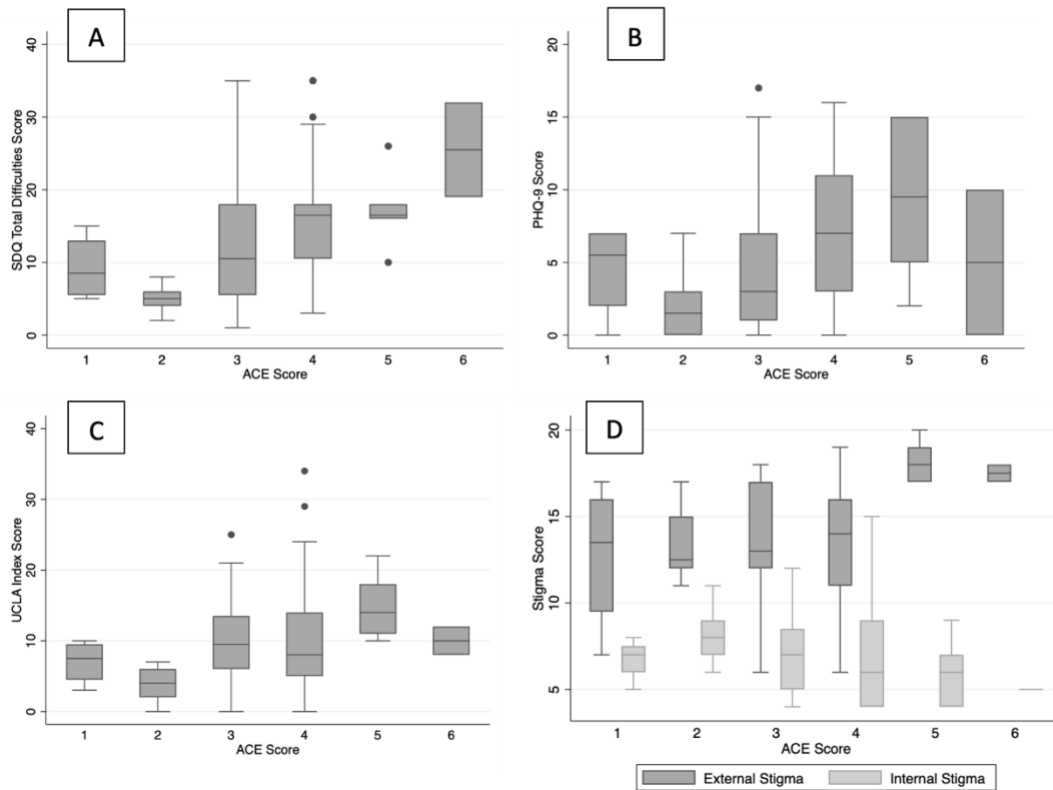 A
SDQ Total Difficulties Score
40
30
20
10
0
1 2 3 4 5 6
ACE Score
B
PHQ-9 Score
20
15
10
5
0
1 2 3 4 5 6
ACE Score
C
UCLA Index Score
40
30
20
10
0
1 2 3 4 5 6
ACE Score
D
Stigma Score
20
15
10
5
1 2 3 4 5 6
ACE Score
External Stigma Internal Stigma